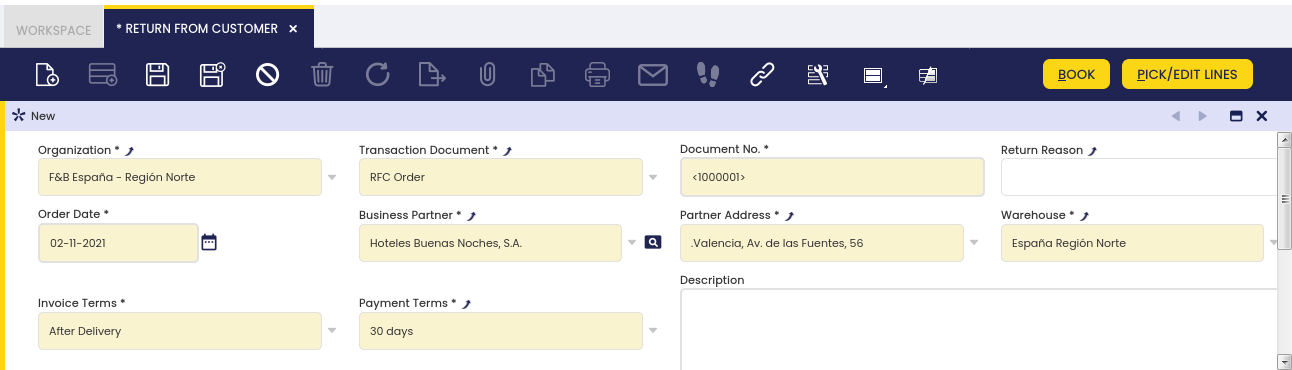 WORKSPACE
* RETURN FROM CUSTOMER
BOOK
PICK/EDIT LINES
New
Organization *
Transaction Document *
Document No. *
Return Reason
F&B España - Región Norte
RFC Order
<1000001>
Order Date *
Business Partner *
Partner Address *
Warehouse *
02-11-2021
Hoteles Buenas Noches, S.A.
.Valencia, Av. de las Fuentes, 56
España Región Norte
Description
Invoice Terms *
Payment Terms *
After Delivery
30 days